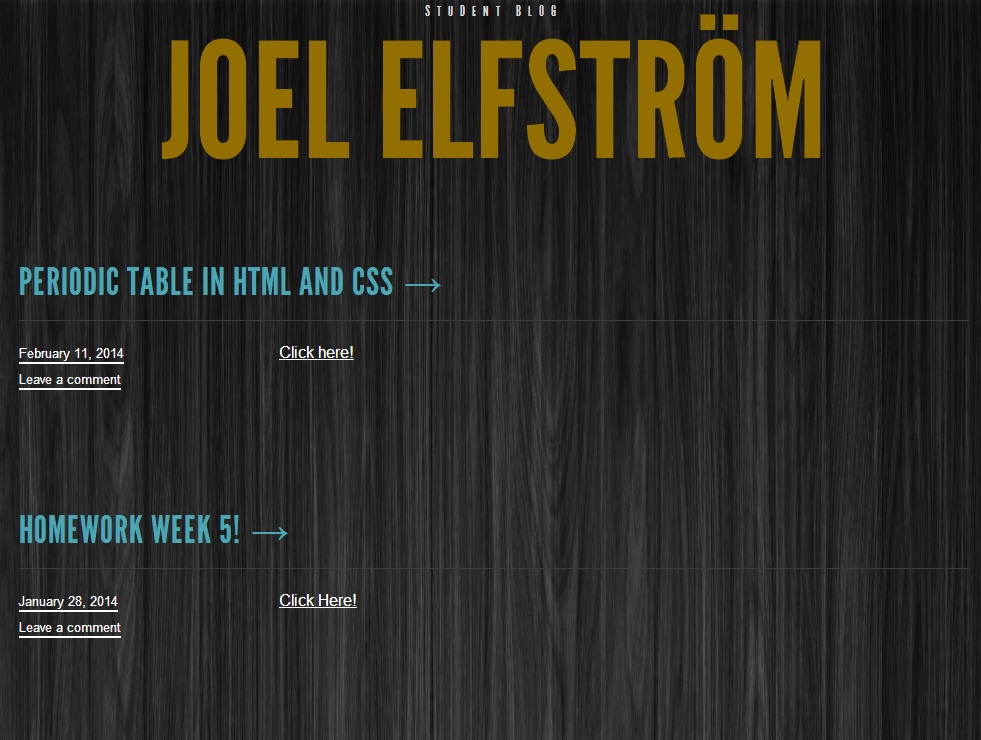 STUDENT BLOG
JOEL ELFSTRÖM
PERIODIC TABLE IN HTML AND CSS →
February 11, 2014
Click here!
Leave a comment
HOMEWORK WEEK 5! →
January 28, 2014
Click Here!
Leave a comment